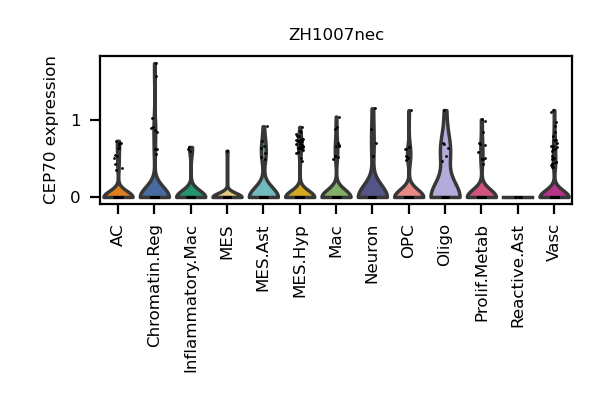 ZH1007nec
CEP70 expression
1
0
AC
Chromatin.Reg
Inflammatory.Mac
MES
MES.Ast
MES.Hyp
Mac
Neuron
OPC
Oligo
Prolif.Metab
Reactive.Ast
Vasc